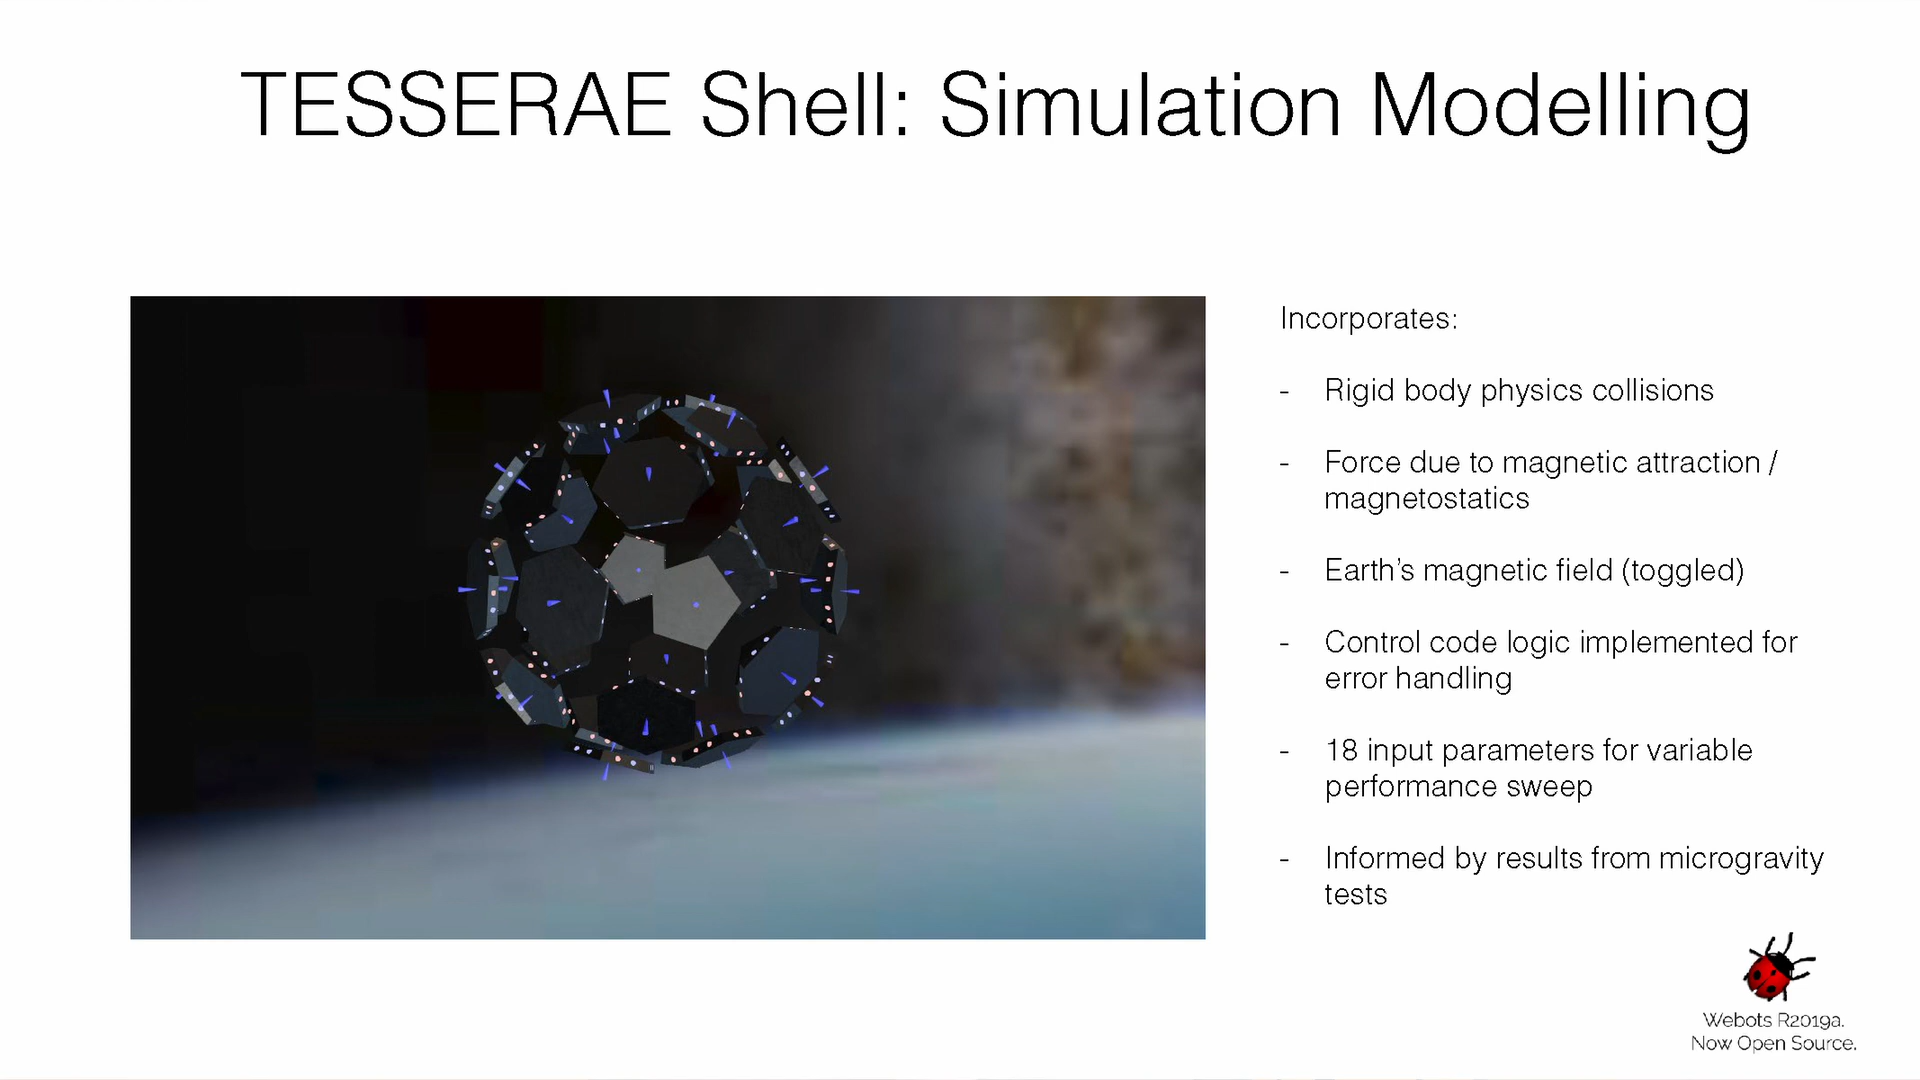 TESSERAE Shell: Simulation Modelling
Incorporates:
- Rigid body physics collisions
- Force due to magnetic attraction /
magnetostatics
- Earth's magnetic field (toggled)
- Control code logic implemented for
error handling
- 18 input parameters for variable
performance sweep
- Informed by results from microgravity
tests
Webots R2019a.
Now Open Source.